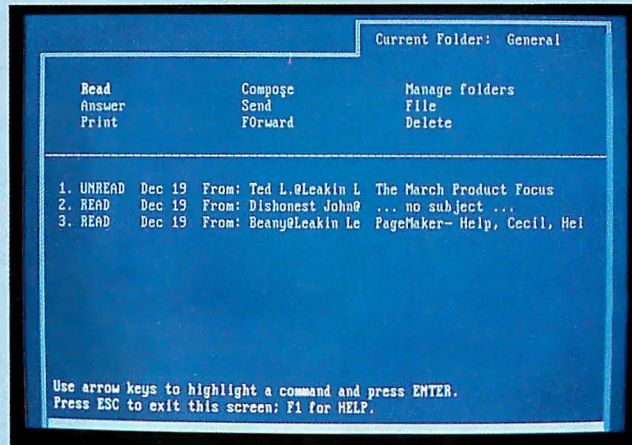 Current Folder: General
Read Compose Manage folders
Answer Send File
Print FOrward Delete
1. UNREAD Dec 19 From: Ted L.@Leakin L The March Product Focus
2. READ Dec 19 From: Dishonest John@ ... no subject ...
3. READ Dec 19 From: Beany@Leakin Le PageMaker- Help, Cecil, Hel
Use arrow keys to highlight a command and press ENTER.
Press ESC to exit this screen; F1 for HELP.